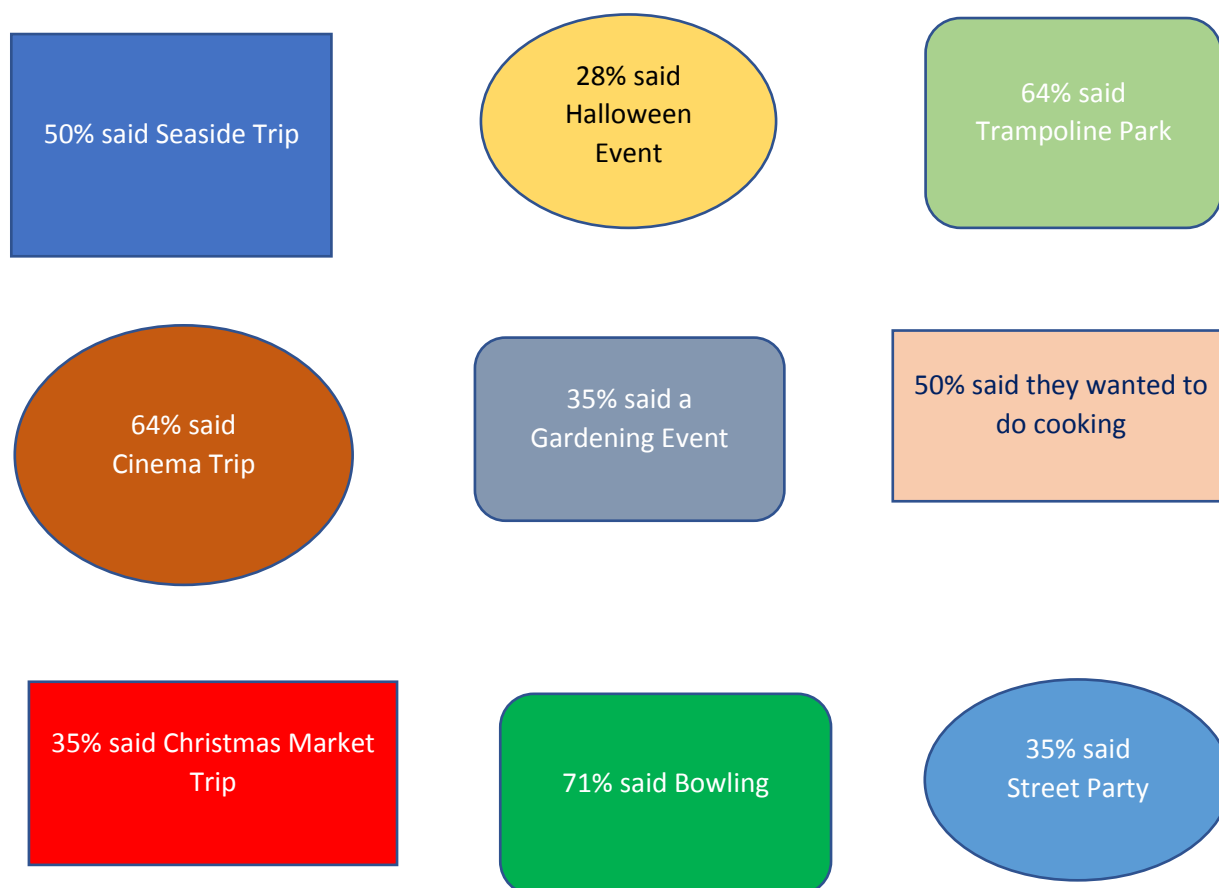 50% said Seaside Trip
28% said
Halloween
Event
64% said
Trampoline Park
64% said
Cinema Trip
35% said a
Gardening Event
50% said they wanted to
do cooking
35% said Christmas Market
Trip
71% said Bowling
35% said
Street Party